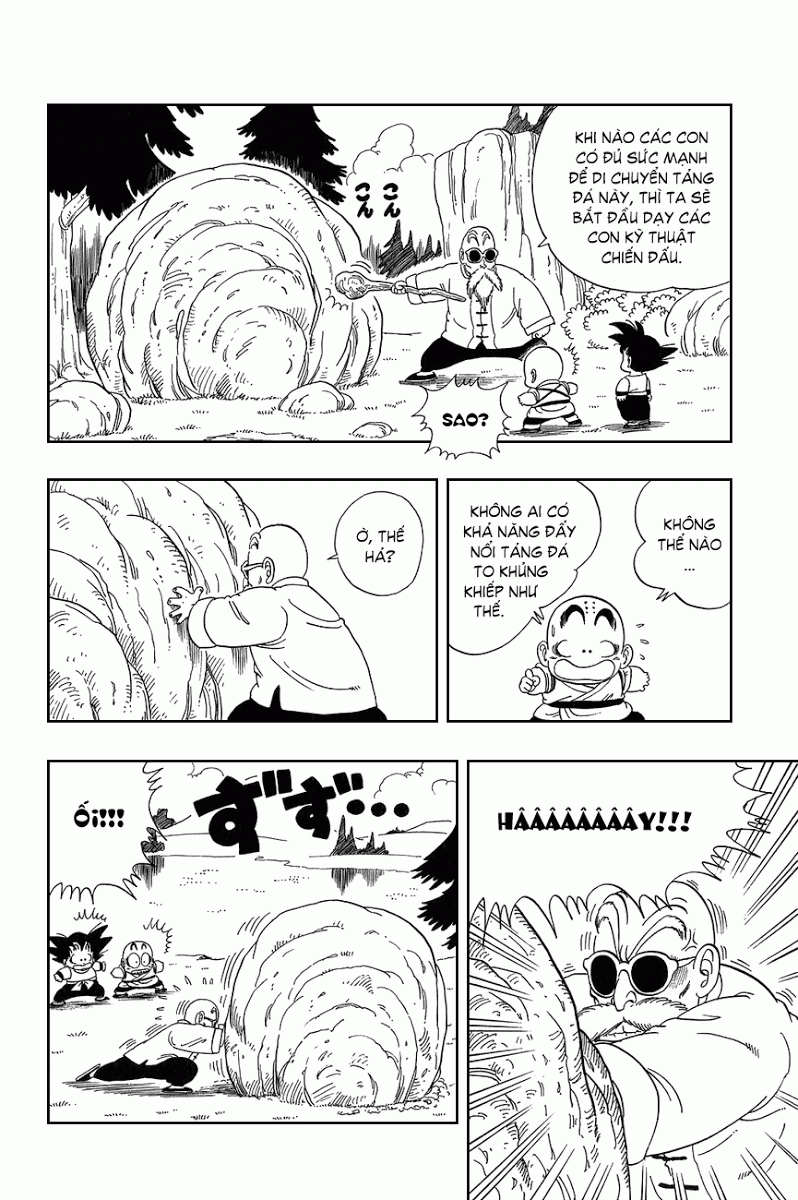 KHI NÀO CÁC CON
CÓ ĐỦ SỨC MẠNH
ĐỂ DI CHUYỂN TẢNG
ĐÁ NÀY, THÌ TA SẼ
BẮT ĐẦU DẠY CÁC
CON KỸ THUẬT
CHIẾN ĐẤU.
こん
こん
SAO?
KHÔNG
THỂ NÀO
...
KHÔNG AI CÓ
KHẢ NĂNG ĐẨY
NỔI TẢNG ĐÁ
TO KHỦNG
KHIẾP NHƯ
THẾ.
Ờ, THẾ
HẢ?
HÂÂÂÂÂÂÂÂY!!!
ỐI!!!
ずず...